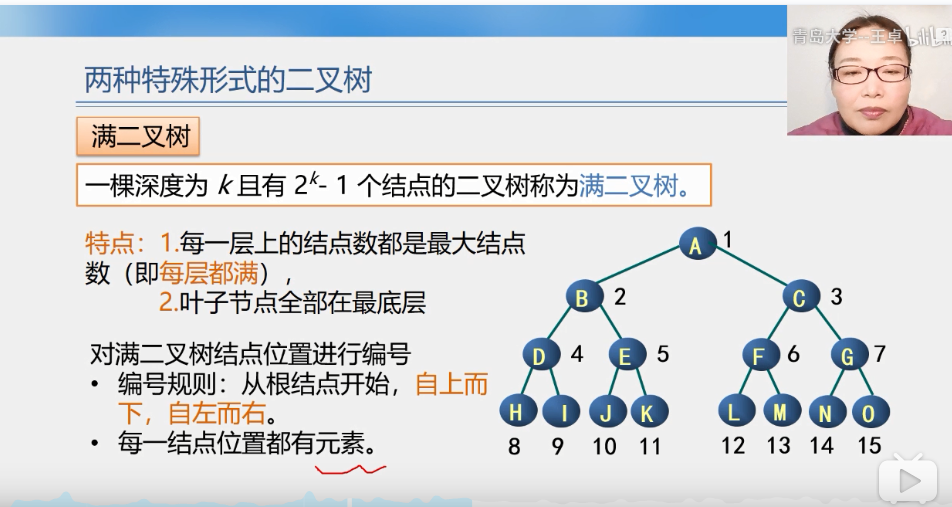 青岛大学-王卓
bilibili
两种特殊形式的二叉树
满二叉树
一棵深度为 k 且有 2ᵏ- 1 个结点的二叉树称为满二叉树。
特点：1.每一层上的结点数都是最大结点
数（即每层都满），
2.叶子节点全部在最底层
对满二叉树结点位置进行编号
• 编号规则：从根结点开始，自上而
下，自左而右。
• 每一结点位置都有元素。
A 1
B 2 C 3
D 4 E 5 F 6 G 7
H I J K L M N O
8 9 10 11 12 13 14 15